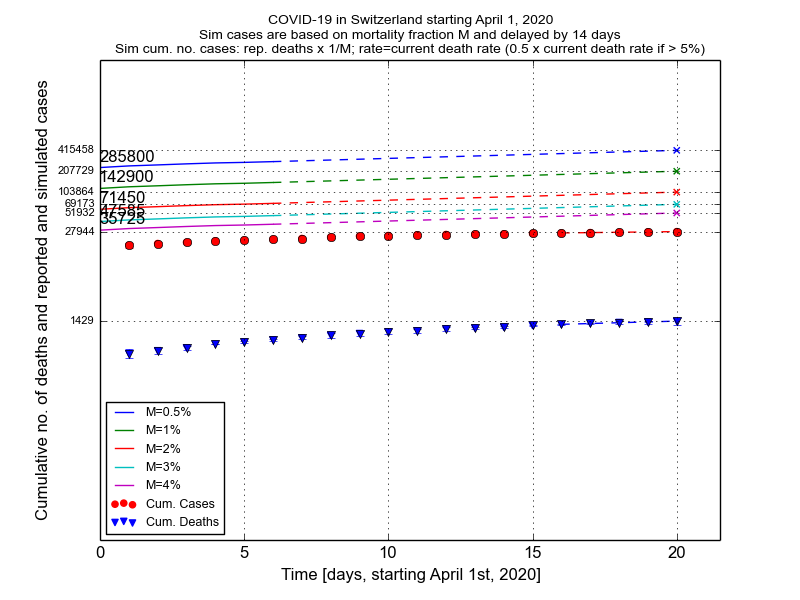 COVID-19 in Switzerland starting April 1, 2020
Sim cases are based on mortality fraction M and delayed by 14 days
Sim cum. no. cases: rep. deaths x 1/M; rate=current death rate (0.5 x current death rate if > 5%)
Cumulative no. of deaths and reported and simulated cases
415458
207729
103864
69173
51932
27944
1429
285800
142900
71450
47585
35725
M=0.5%
M=1%
M=2%
M=3%
M=4%
Cum. Cases
Cum. Deaths
0 5 10 15 20
Time [days, starting April 1st, 2020]